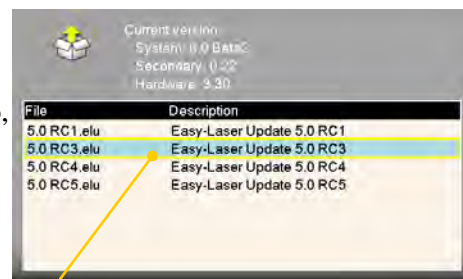 Current version:
System: 6.0 Beta2
Secondary: 0.22
Hardware: 3.30
,
File Description
5.0 RC1.elu Easy-Laser Update 5.0 RC1
5.0 RC3.elu Easy-Laser Update 5.0 RC3
5.0 RC4.elu Easy-Laser Update 5.0 RC4
5.0 RC5.elu Easy-Laser Update 5.0 RC5